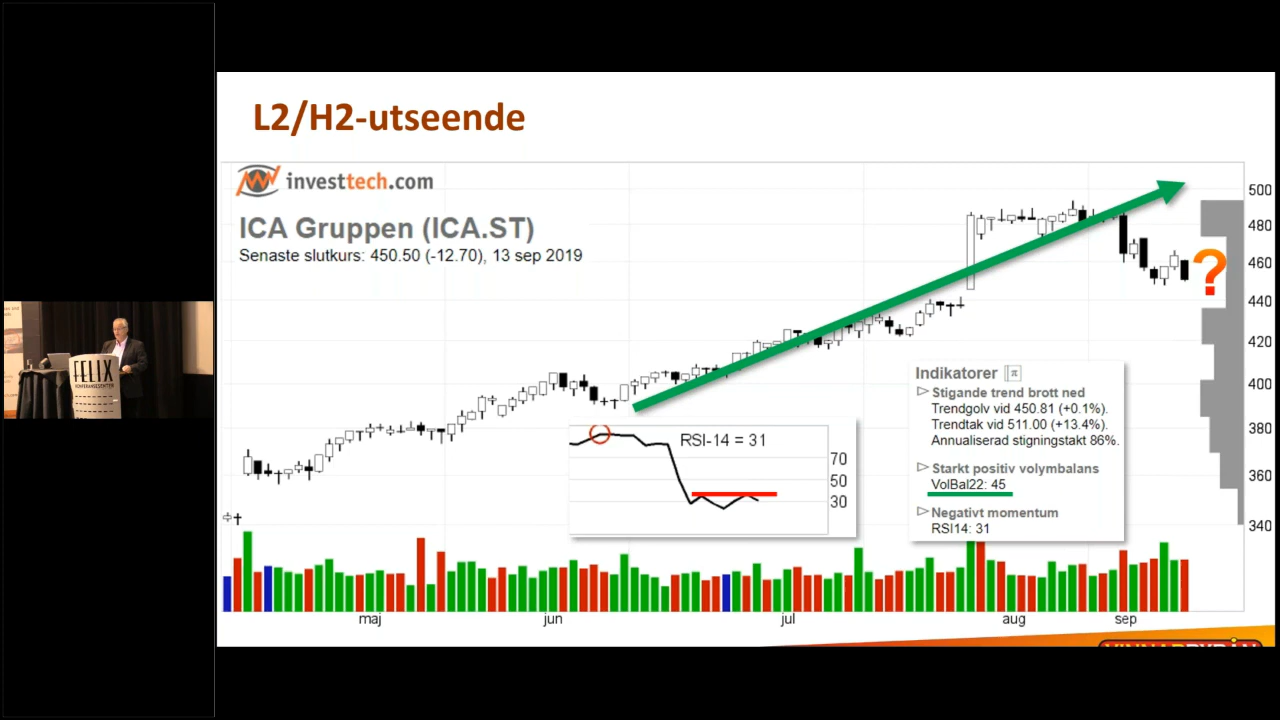 L2/H2-utseende
investtech.com
ICA Gruppen (ICA.ST)
Senaste slutkurs: 450.50 (-12.70), 13 sep 2019
500
480
460
440
420
400
380
360
340
?
Indikatorer
Stigande trend brott ned
Trendgolv vid 450.81 (+0.1%).
Trendtak vid 511.00 (+13.4%).
Annualiserad stigningstakt 86%.
Starkt positiv volymbalans
VolBal22: 45
Negativt momentum
RSI14: 31
RSI-14 = 31
70
50
30
maj
jun
jul
aug
sep
FELIX
KONFERANSESENTER